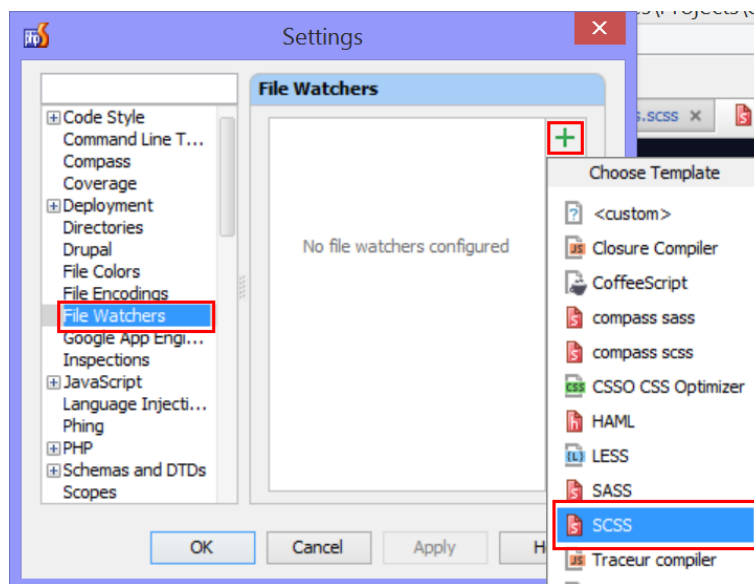 Settings
File Watchers
Code Style
Command Line T...
Compass
Coverage
Deployment
Directories
Drupal
File Colors
File Encodings
File Watchers
Google App Engi...
Inspections
JavaScript
Language Injecti...
Phing
PHP
Schemas and DTDs
Scopes
No file watchers configured
OK
Cancel
Apply
.scss
Choose Template
<custom>
Closure Compiler
CoffeeScript
compass sass
compass scss
CSSO CSS Optimizer
HAML
LESS
SASS
SCSS
Traceur compiler